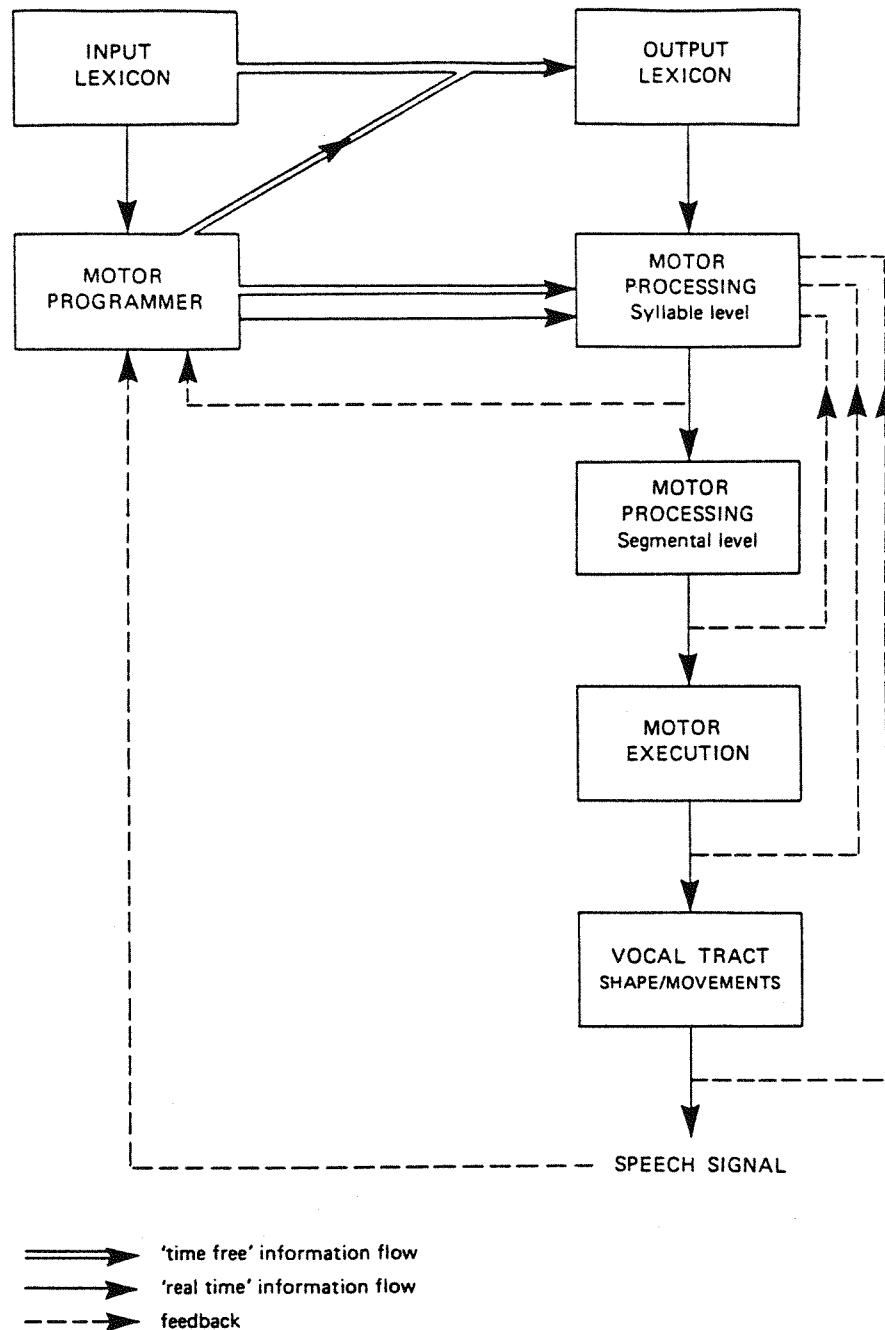 INPUT
LEXICON
OUTPUT
LEXICON
MOTOR
PROGRAMMER
MOTOR
PROCESSING
Syllable level
MOTOR
PROCESSING
Segmental level
MOTOR
EXECUTION
VOCAL TRACT
SHAPE/MOVEMENTS
SPEECH SIGNAL
'time free' information flow
'real time' information flow
feedback